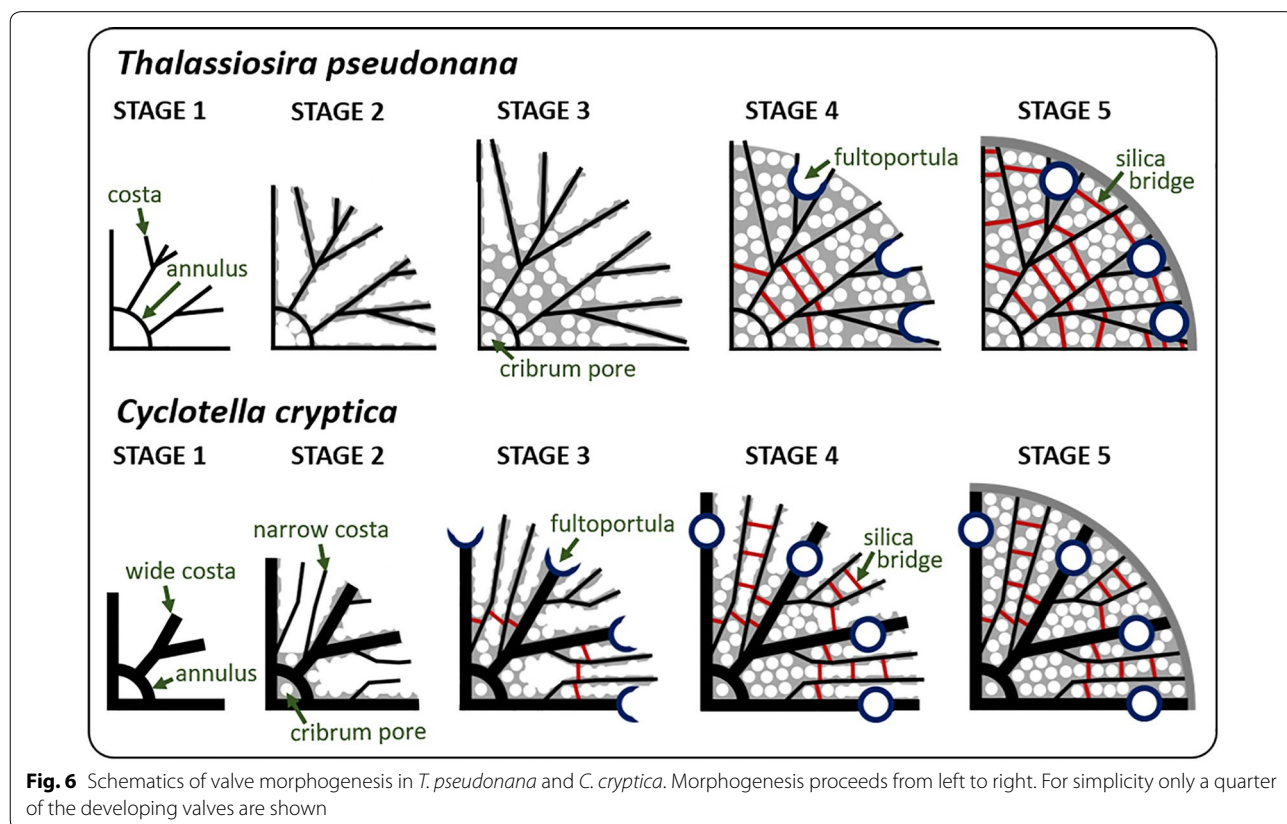 Thalassiosira pseudonana
STAGE 1 STAGE 2 STAGE 3 STAGE 4 STAGE 5
costa
annulus
cribrum pore
fultoportula
silica
bridge
Cyclotella cryptica
STAGE 1 STAGE 2 STAGE 3 STAGE 4 STAGE 5
wide costa
annulus
narrow costa
cribrum pore
fultoportula
silica
bridge
Fig. 6 Schematics of valve morphogenesis in T. pseudonana and C. cryptica. Morphogenesis proceeds from left to right. For simplicity only a quarter
of the developing valves are shown